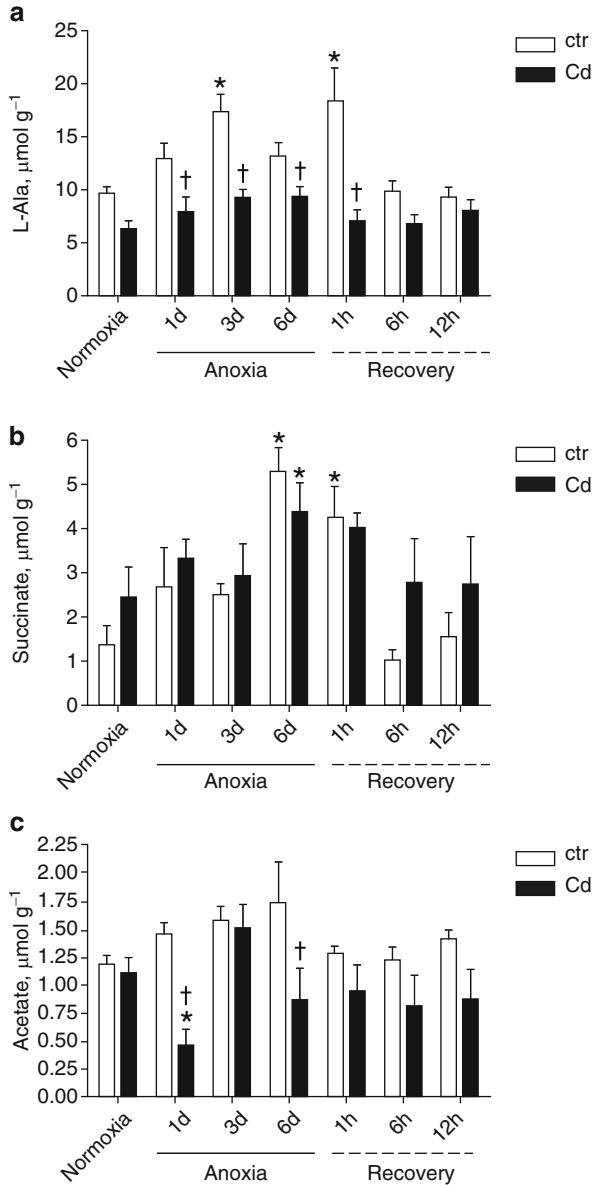 a
25
20
15
10
5
0
L-Ala, µmol g⁻¹
* † † † * †
ctr
Cd
Normoxia 1d 3d 6d 1h 6h 12h
Anoxia Recovery
b
6
5
4
3
2
1
0
Succinate, µmol g⁻¹
* * *
ctr
Cd
Normoxia 1d 3d 6d 1h 6h 12h
Anoxia Recovery
c
2.25
2.00
1.75
1.50
1.25
1.00
0.75
0.50
0.25
0.00
Acetate, µmol g⁻¹
†
* †
ctr
Cd
Normoxia 1d 3d 6d 1h 6h 12h
Anoxia Recovery